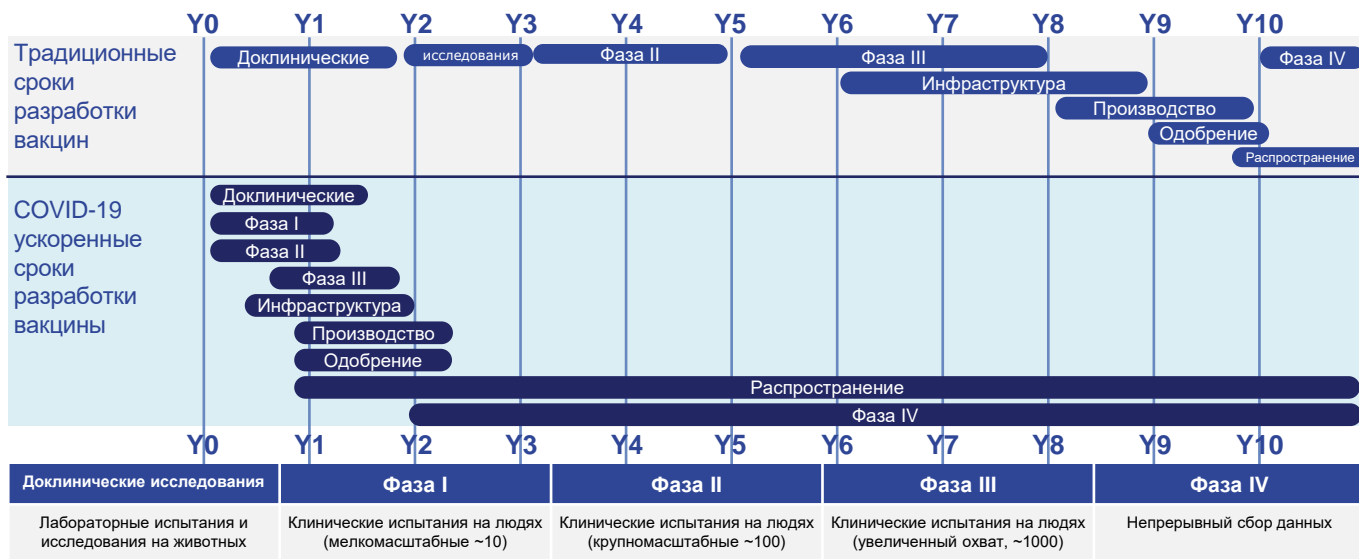 Y0 Y1 Y2 Y3 Y4 Y5 Y6 Y7 Y8 Y9 Y10
Традиционные
сроки
разработки
вакцин
Доклинические
исследования
Фаза II
Фаза III
Фаза IV
Инфраструктура
Производство
Одобрение
Распространение
COVID-19
ускоренные
сроки
разработки
вакцины
Доклинические
Фаза I
Фаза II
Фаза III
Инфраструктура
Производство
Одобрение
Распространение
Фаза IV
Y0 Y1 Y2 Y3 Y4 Y5 Y6 Y7 Y8 Y9 Y10
Доклинические исследования
Лабораторные испытания и
исследования на животных
Фаза I
Клинические испытания на людях
(мелкомасштабные ~10)
Фаза II
Клинические испытания на людях
(крупномасштабные ~100)
Фаза III
Клинические испытания на людях
(увеличенный охват, ~1000)
Фаза IV
Непрерывный сбор данных